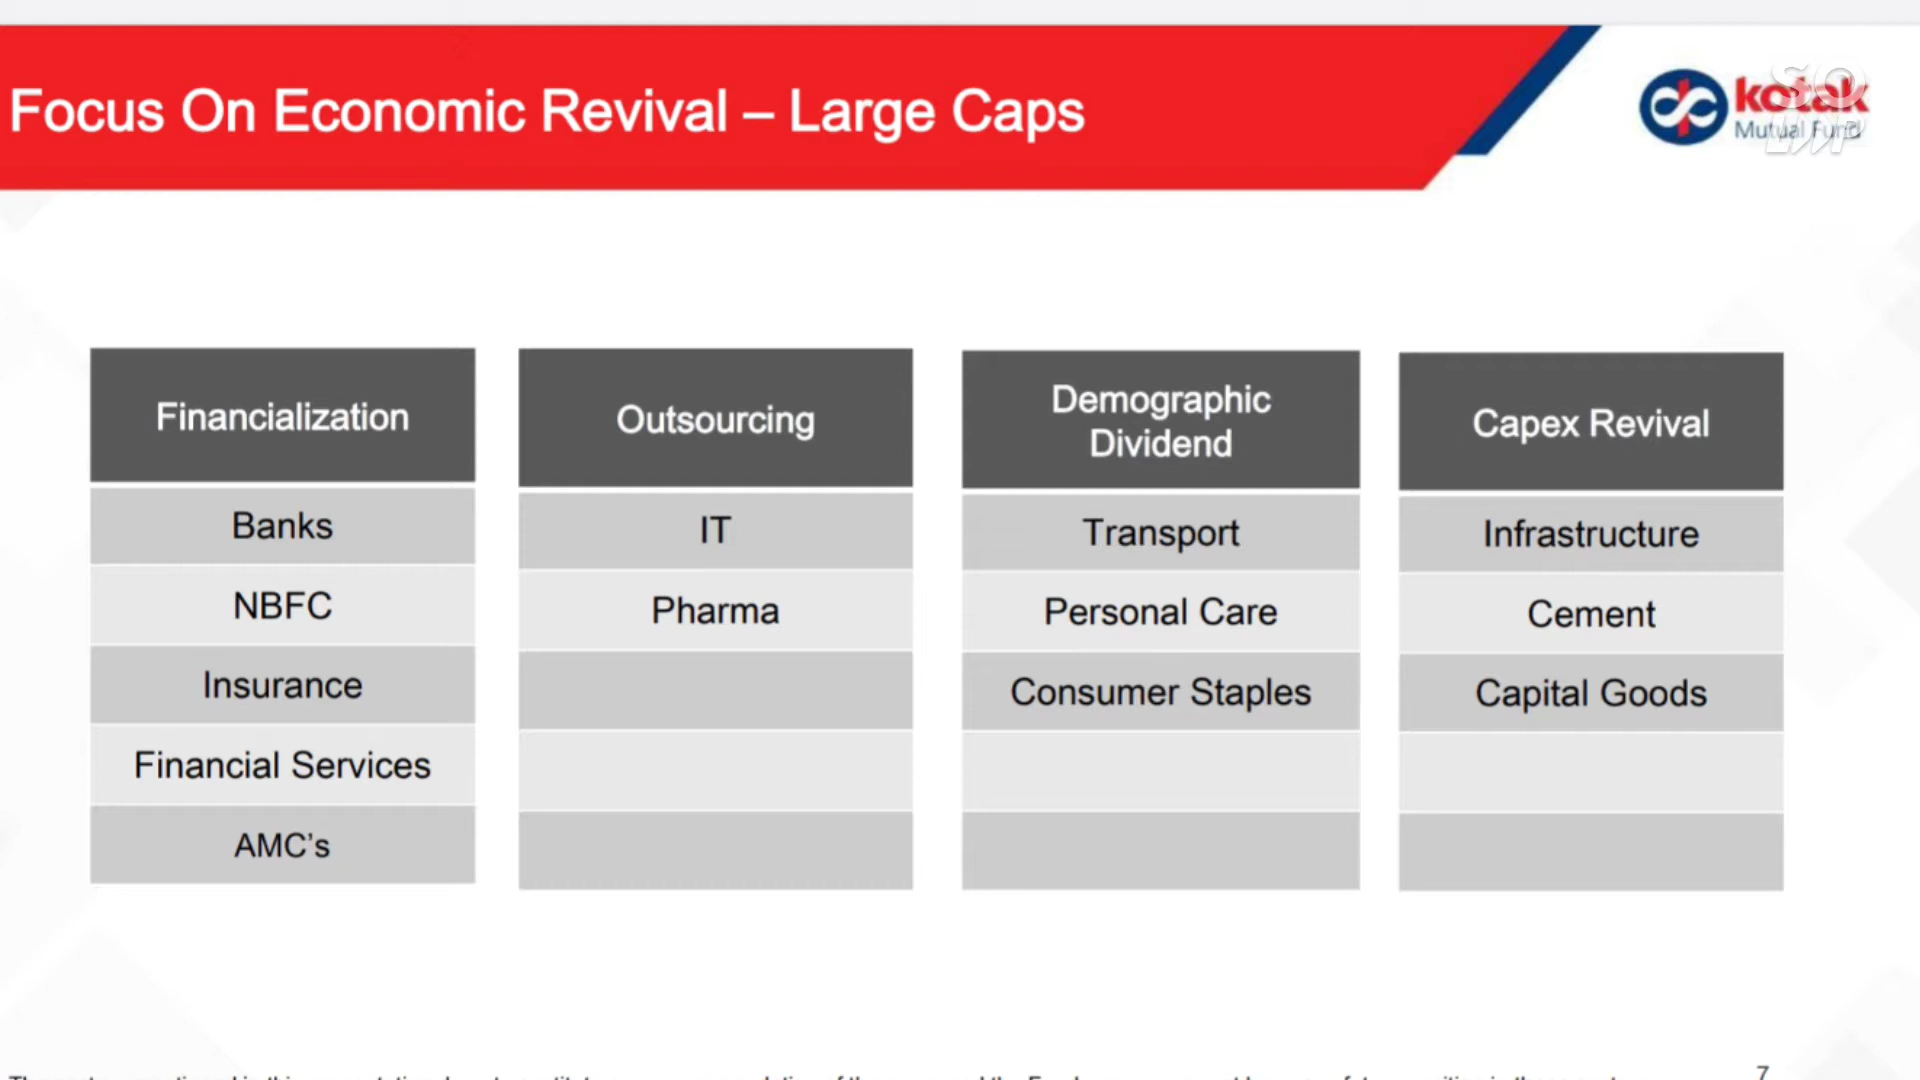 Focus On Economic Revival – Large Caps
kotak
Mutual Fund
Financialization
Banks
NBFC
Insurance
Financial Services
AMC's
Outsourcing
IT
Pharma
Demographic
Dividend
Transport
Personal Care
Consumer Staples
Capex Revival
Infrastructure
Cement
Capital Goods
7